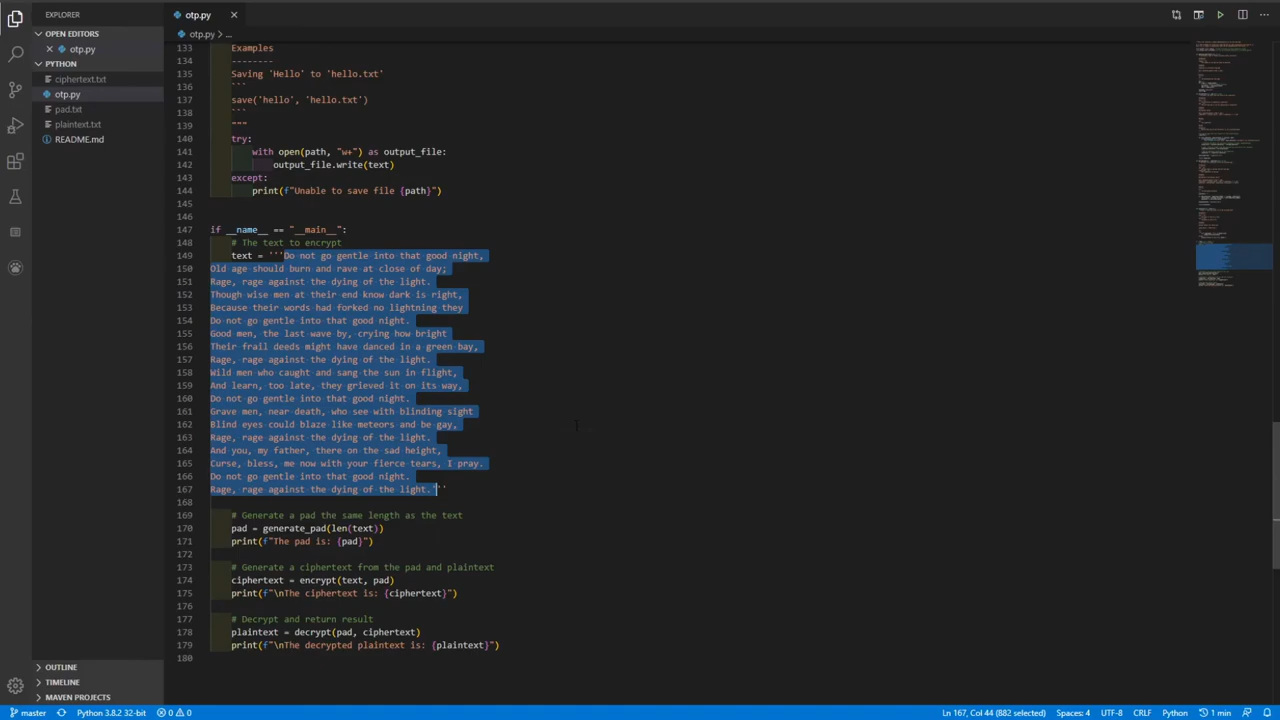 EXPLORER
OPEN EDITORS
otp.py
PYTHON
ciphertext.txt
otp.py
pad.txt
plaintext.txt
README.md
OUTLINE
TIMELINE
MAVEN PROJECTS
otp.py
otp.py > ...
133 Examples
134 --------
135 Saving `Hello` to 'hello.txt'
136 ```
137 save('hello', 'hello.txt')
138 ```
139 """
140 try:
141 with open(path, "w+") as output_file:
142 output_file.write(text)
143 except:
144 print(f"Unable to save file {path}")
145
146
147 if __name__ == "__main__":
148 # The text to encrypt
149 text = '''Do not go gentle into that good night,
150 Old age should burn and rave at close of day;
151 Rage, rage against the dying of the light.
152 Though wise men at their end know dark is right,
153 Because their words had forked no lightning they
154 Do not go gentle into that good night.
155 Good men, the last wave by, crying how bright
156 Their frail deeds might have danced in a green bay,
157 Rage, rage against the dying of the light.
158 Wild men who caught and sang the sun in flight,
159 And learn, too late, they grieved it on its way,
160 Do not go gentle into that good night.
161 Grave men, near death, who see with blinding sight
162 Blind eyes could blaze like meteors and be gay,
163 Rage, rage against the dying of the light.
164 And you, my father, there on the sad height,
165 Curse, bless, me now with your fierce tears, I pray.
166 Do not go gentle into that good night.
167 Rage, rage against the dying of the light.'''
168
169 # Generate a pad the same length as the text
170 pad = generate_pad(len(text))
171 print(f"The pad is: {pad}")
172
173 # Generate a ciphertext from the pad and plaintext
174 ciphertext = encrypt(text, pad)
175 print(f"\nThe ciphertext is: {ciphertext}")
176
177 # Decrypt and return result
178 plaintext = decrypt(pad, ciphertext)
179 print(f"\nThe decrypted plaintext is: {plaintext}")
180
master Python 3.8.2 32-bit 0 0 Ln 167, Col 44 (882 selected) Spaces: 4 UTF-8 CRLF Python 1 min